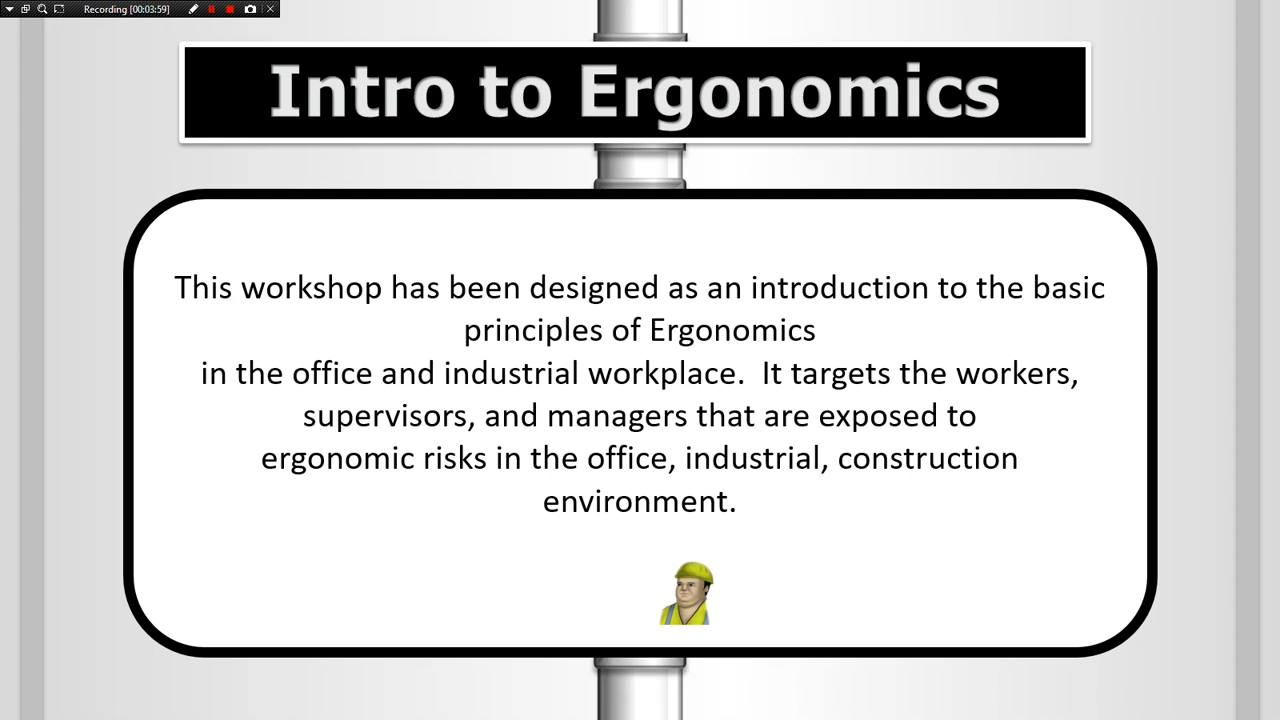 Recording [00:03:59]
Intro to Ergonomics
This workshop has been designed as an introduction to the basic
principles of Ergonomics
in the office and industrial workplace.  It targets the workers,
supervisors, and managers that are exposed to
ergonomic risks in the office, industrial, construction
environment.